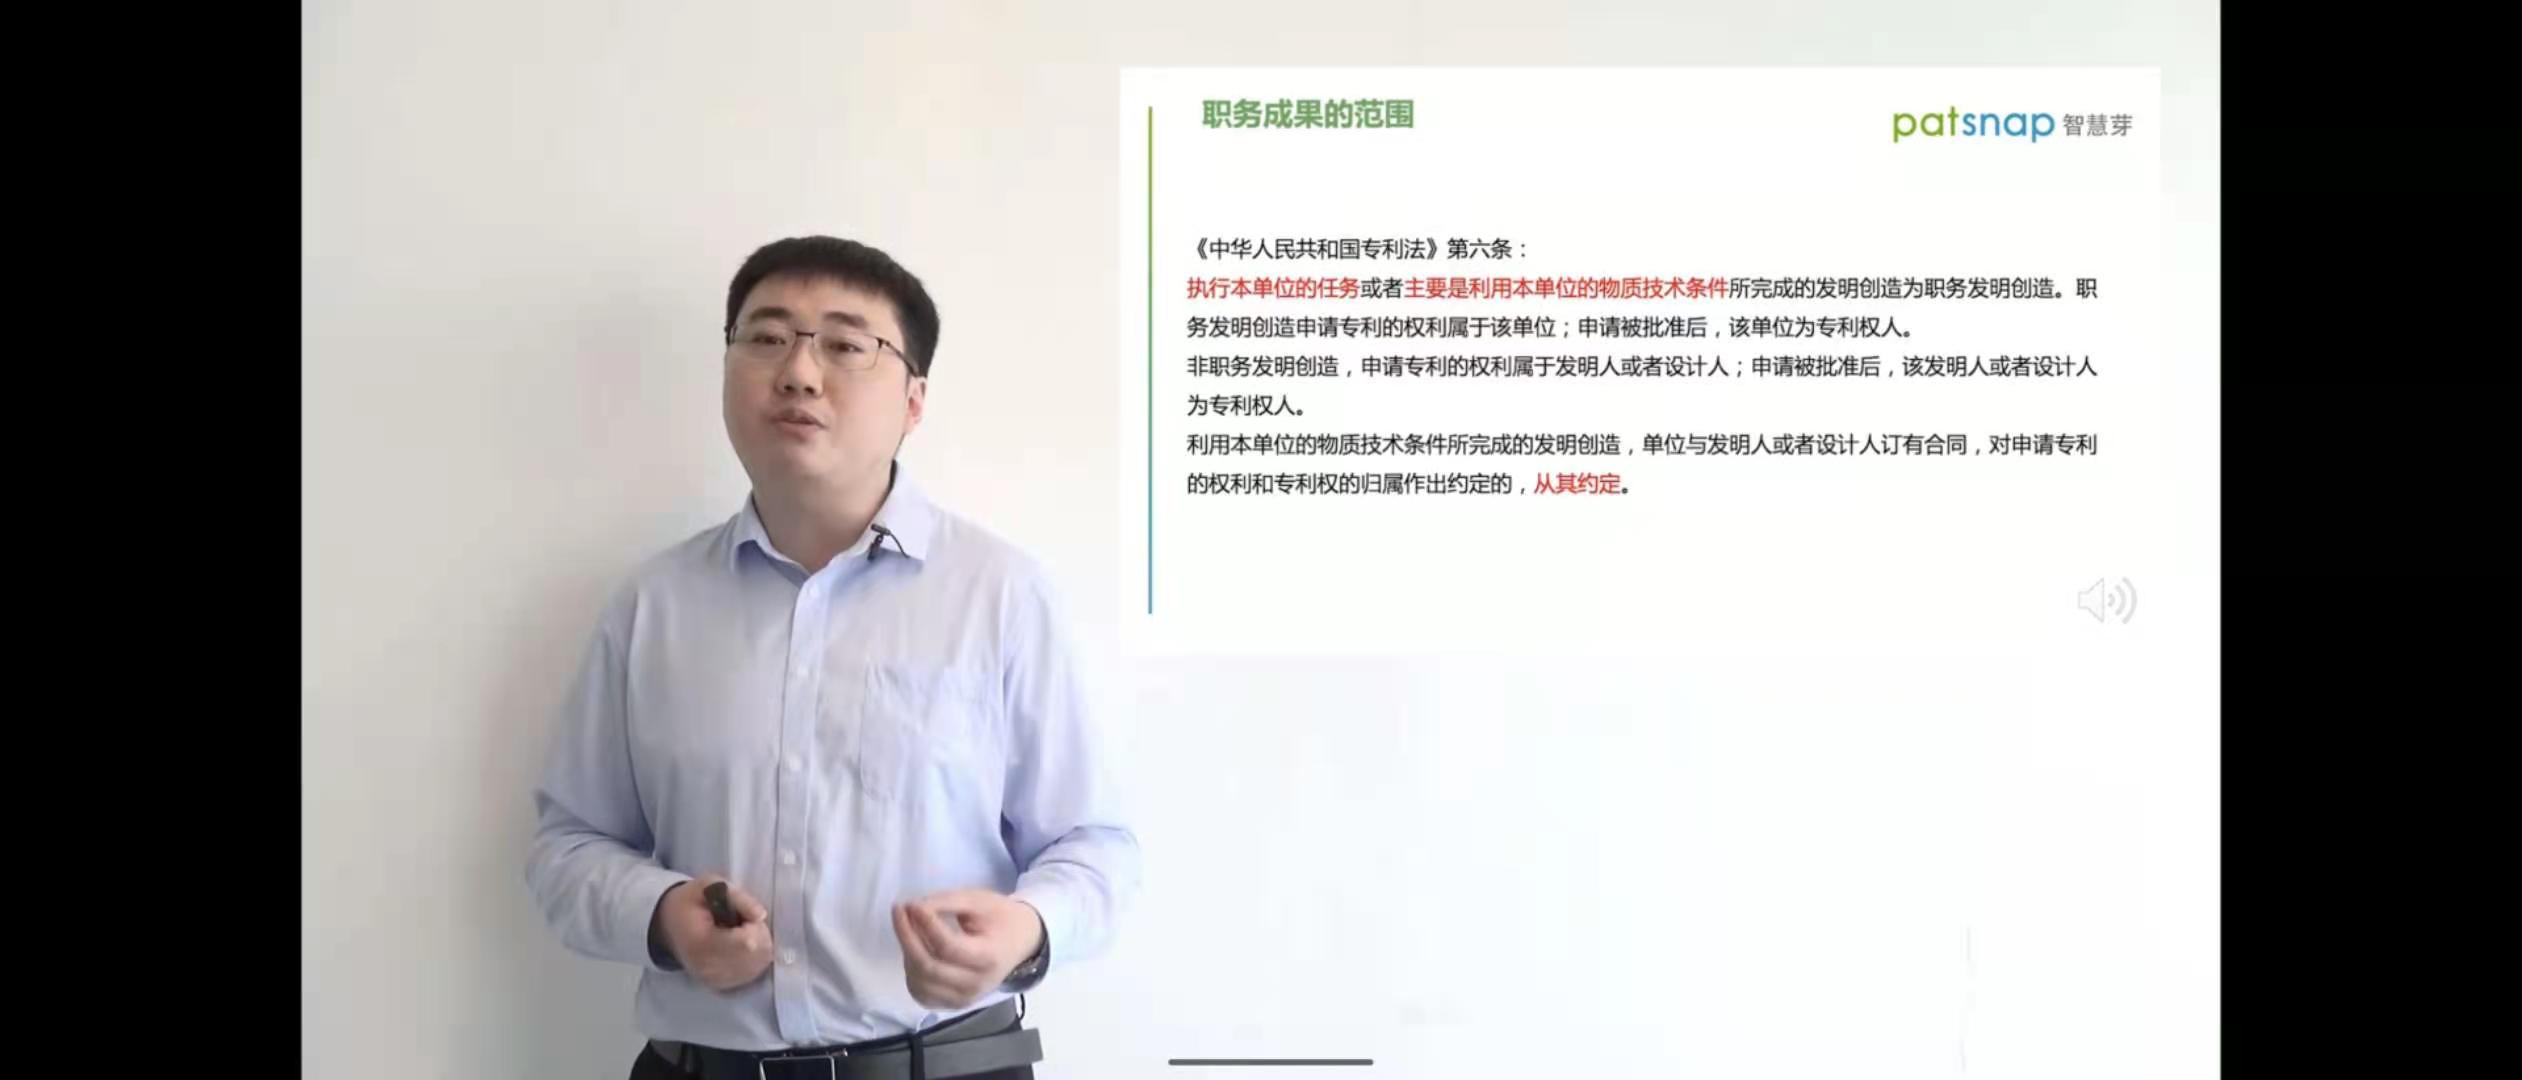 职务成果的范围
patsnap 智慧芽
《中华人民共和国专利法》第六条：
执行本单位的任务或者主要是利用本单位的物质技术条件所完成的发明创造为职务发明创造。职
务发明创造申请专利的权利属于该单位；申请被批准后，该单位为专利权人。
非职务发明创造，申请专利的权利属于发明人或者设计人；申请被批准后，该发明人或者设计人
为专利权人。
利用本单位的物质技术条件所完成的发明创造，单位与发明人或者设计人订有合同，对申请专利
的权利和专利权的归属作出约定的，从其约定。